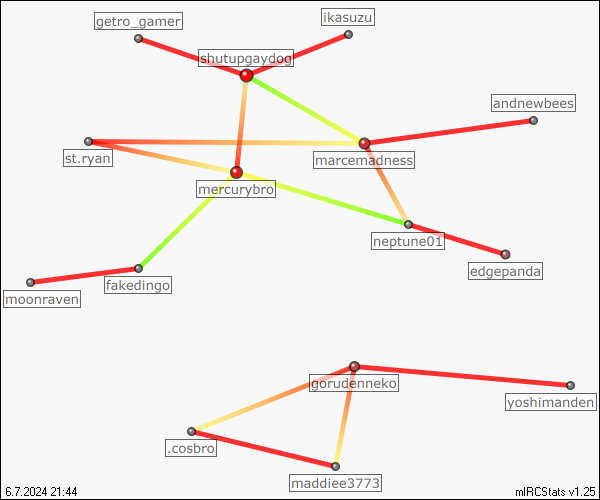 ikasuzu
getro_gamer
shutupgaydog
andnewbees
st.ryan
marcemadness
mercurybro
neptune01
edgepanda
fakedingo
moonraven
gorudenneko
yoshimanden
.cosbro
maddiee3773
6.7.2024 21:44
mIRCStats v1.25